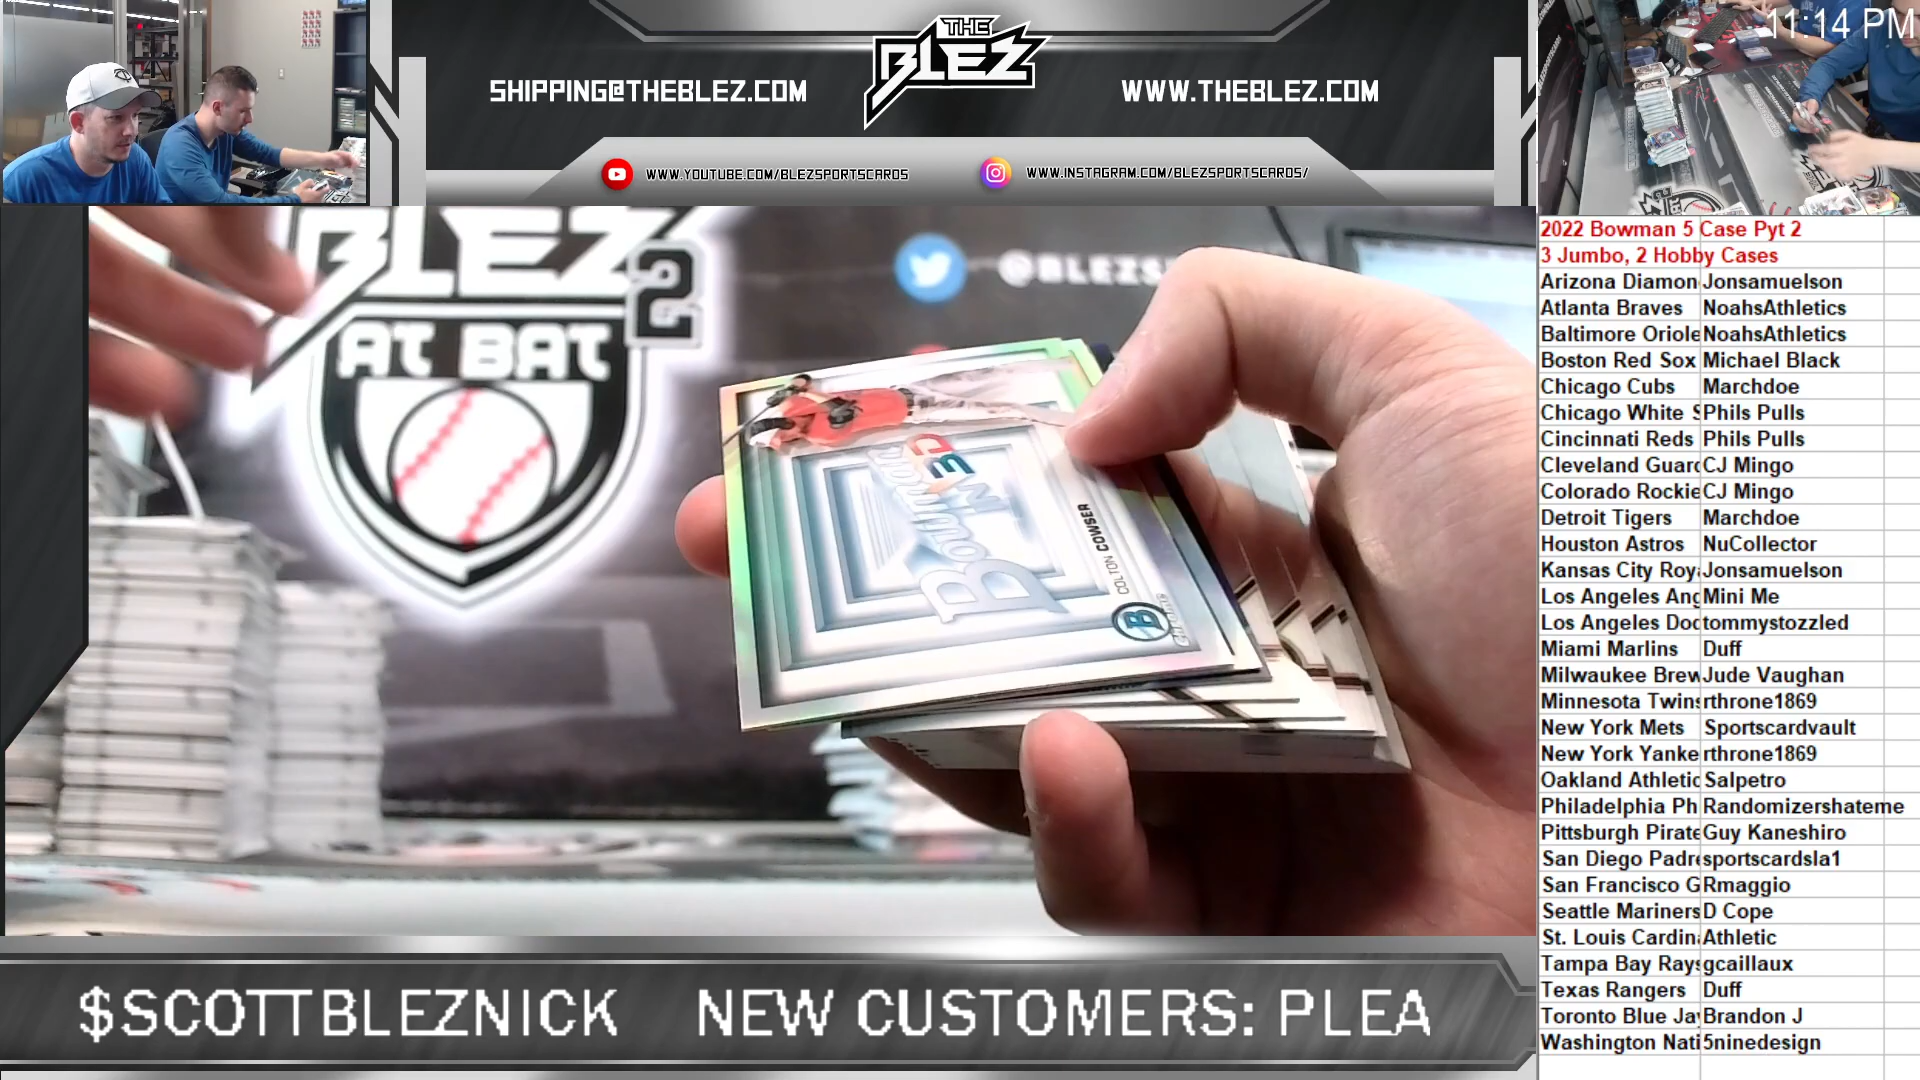 THE
BLEZ
SHIPPING@THEBLEZ.COM
WWW.THEBLEZ.COM
WWW.YOUTUBE.COM/BLEZSPORTSCARDS
WWW.INSTAGRAM.COM/BLEZSPORTSCARDS/
11:14 PM
BLEZ
2
AT BAT
@BLEZS
Bowman
IN
3D
COLTON COWSER
B
2022 Bowman 5 Case Pyt 2
3 Jumbo, 2 Hobby Cases
Arizona Diamon Jonsamuelson
Atlanta Braves NoahsAthletics
Baltimore Oriole NoahsAthletics
Boston Red Sox Michael Black
Chicago Cubs Marchdoe
Chicago White S Phils Pulls
Cincinnati Reds Phils Pulls
Cleveland Guard CJ Mingo
Colorado Rockie CJ Mingo
Detroit Tigers Marchdoe
Houston Astros NuCollector
Kansas City Roya Jonsamuelson
Los Angeles Ang Mini Me
Los Angeles Dod tommystozzled
Miami Marlins Duff
Milwaukee Brew Jude Vaughan
Minnesota Twins rthrone1869
New York Mets Sportscardvault
New York Yanke rthrone1869
Oakland Athletic Salpetro
Philadelphia Ph Randomizershateme
Pittsburgh Pirate Guy Kaneshiro
San Diego Padre sportscardsla1
San Francisco G Rmaggio
Seattle Mariners D Cope
St. Louis Cardina Athletic
Tampa Bay Rays gcaillaux
Texas Rangers Duff
Toronto Blue Jay Brandon J
Washington Nati 5ninedesign
$SCOTTBLEZNICK NEW CUSTOMERS: PLEA